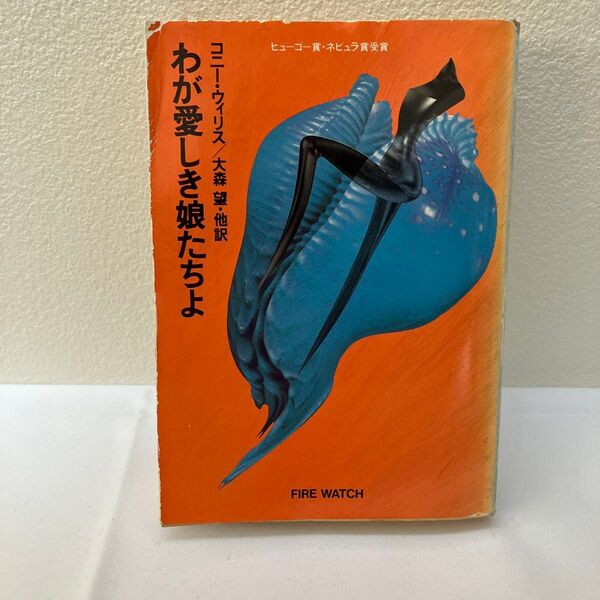 ヒューゴー賞・ネビュラ賞受賞
コニー・ウィリス/大森 望・他訳
わが愛しき娘たちよ
FIRE WATCH